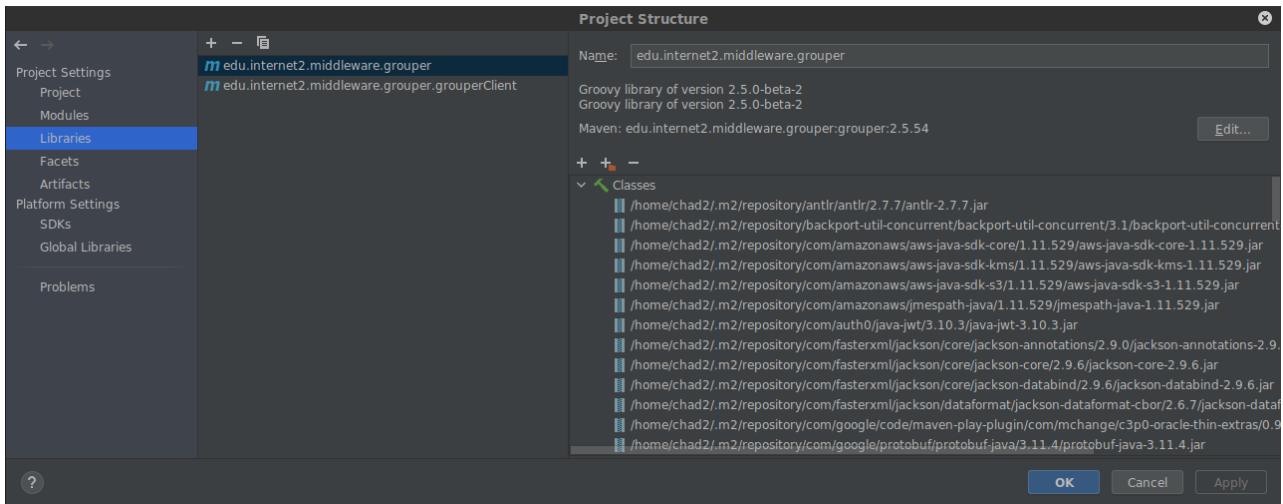 Project Structure
Project Settings
Project
Modules
Libraries
Facets
Artifacts
Platform Settings
SDKs
Global Libraries
Problems
m edu.internet2.middleware.grouper
m edu.internet2.middleware.grouper.grouperClient
Name: edu.internet2.middleware.grouper
Groovy library of version 2.5.0-beta-2
Groovy library of version 2.5.0-beta-2
Maven: edu.internet2.middleware.grouper:grouper:2.5.54
Edit...
Classes
/home/chad2/.m2/repository/antlr/antlr/2.7.7/antlr-2.7.7.jar
/home/chad2/.m2/repository/backport-util-concurrent/backport-util-concurrent/3.1/backport-util-concurrent
/home/chad2/.m2/repository/com/amazonaws/aws-java-sdk-core/1.11.529/aws-java-sdk-core-1.11.529.jar
/home/chad2/.m2/repository/com/amazonaws/aws-java-sdk-kms/1.11.529/aws-java-sdk-kms-1.11.529.jar
/home/chad2/.m2/repository/com/amazonaws/aws-java-sdk-s3/1.11.529/aws-java-sdk-s3-1.11.529.jar
/home/chad2/.m2/repository/com/amazonaws/jmespath-java/1.11.529/jmespath-java-1.11.529.jar
/home/chad2/.m2/repository/com/auth0/java-jwt/3.10.3/java-jwt-3.10.3.jar
/home/chad2/.m2/repository/com/fasterxml/jackson/core/jackson-annotations/2.9.0/jackson-annotations-2.9.
/home/chad2/.m2/repository/com/fasterxml/jackson/core/jackson-core/2.9.6/jackson-core-2.9.6.jar
/home/chad2/.m2/repository/com/fasterxml/jackson/core/jackson-databind/2.9.6/jackson-databind-2.9.6.jar
/home/chad2/.m2/repository/com/fasterxml/jackson/dataformat/jackson-dataformat-cbor/2.6.7/jackson-dataf
/home/chad2/.m2/repository/com/google/code/maven-play-plugin/com/mchange/c3p0-oracle-thin-extras/0.9
/home/chad2/.m2/repository/com/google/protobuf/protobuf-java/3.11.4/protobuf-java-3.11.4.jar
?
OK
Cancel
Apply